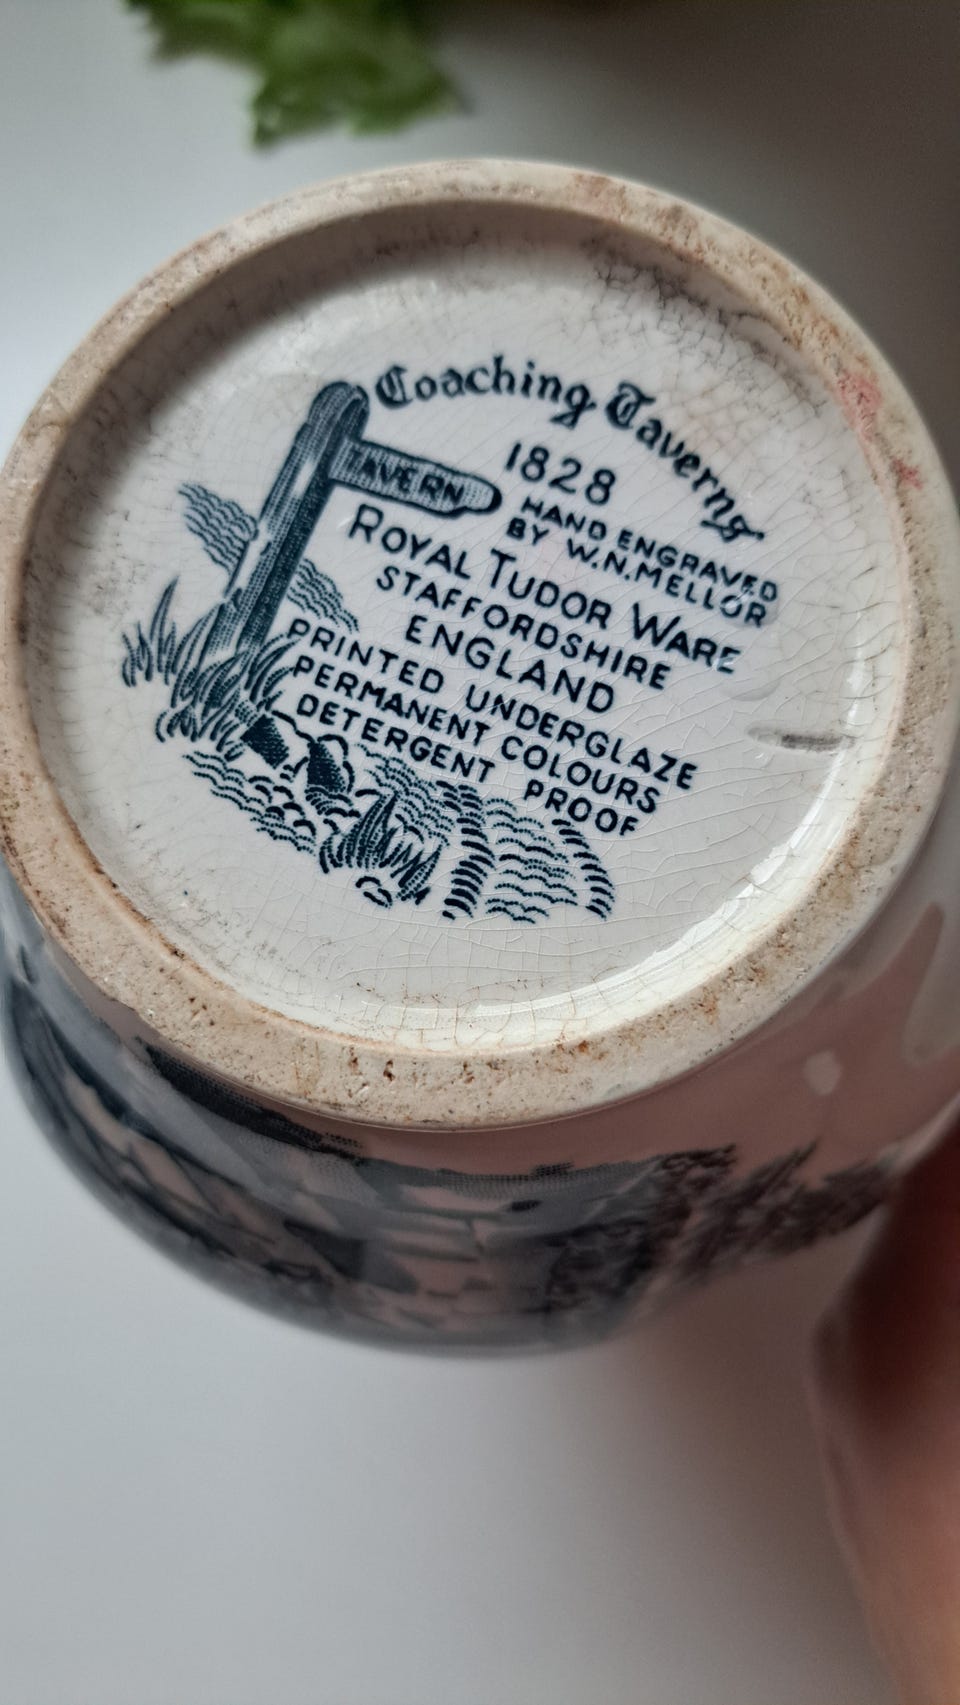 Coaching Taverns
1828
HAND ENGRAVED
BY W.N.MELLOR
TAVERN
ROYAL TUDOR WARE
STAFFORDSHIRE
ENGLAND
PRINTED UNDERGLAZE
PERMANENT COLOURS
DETERGENT PROOF